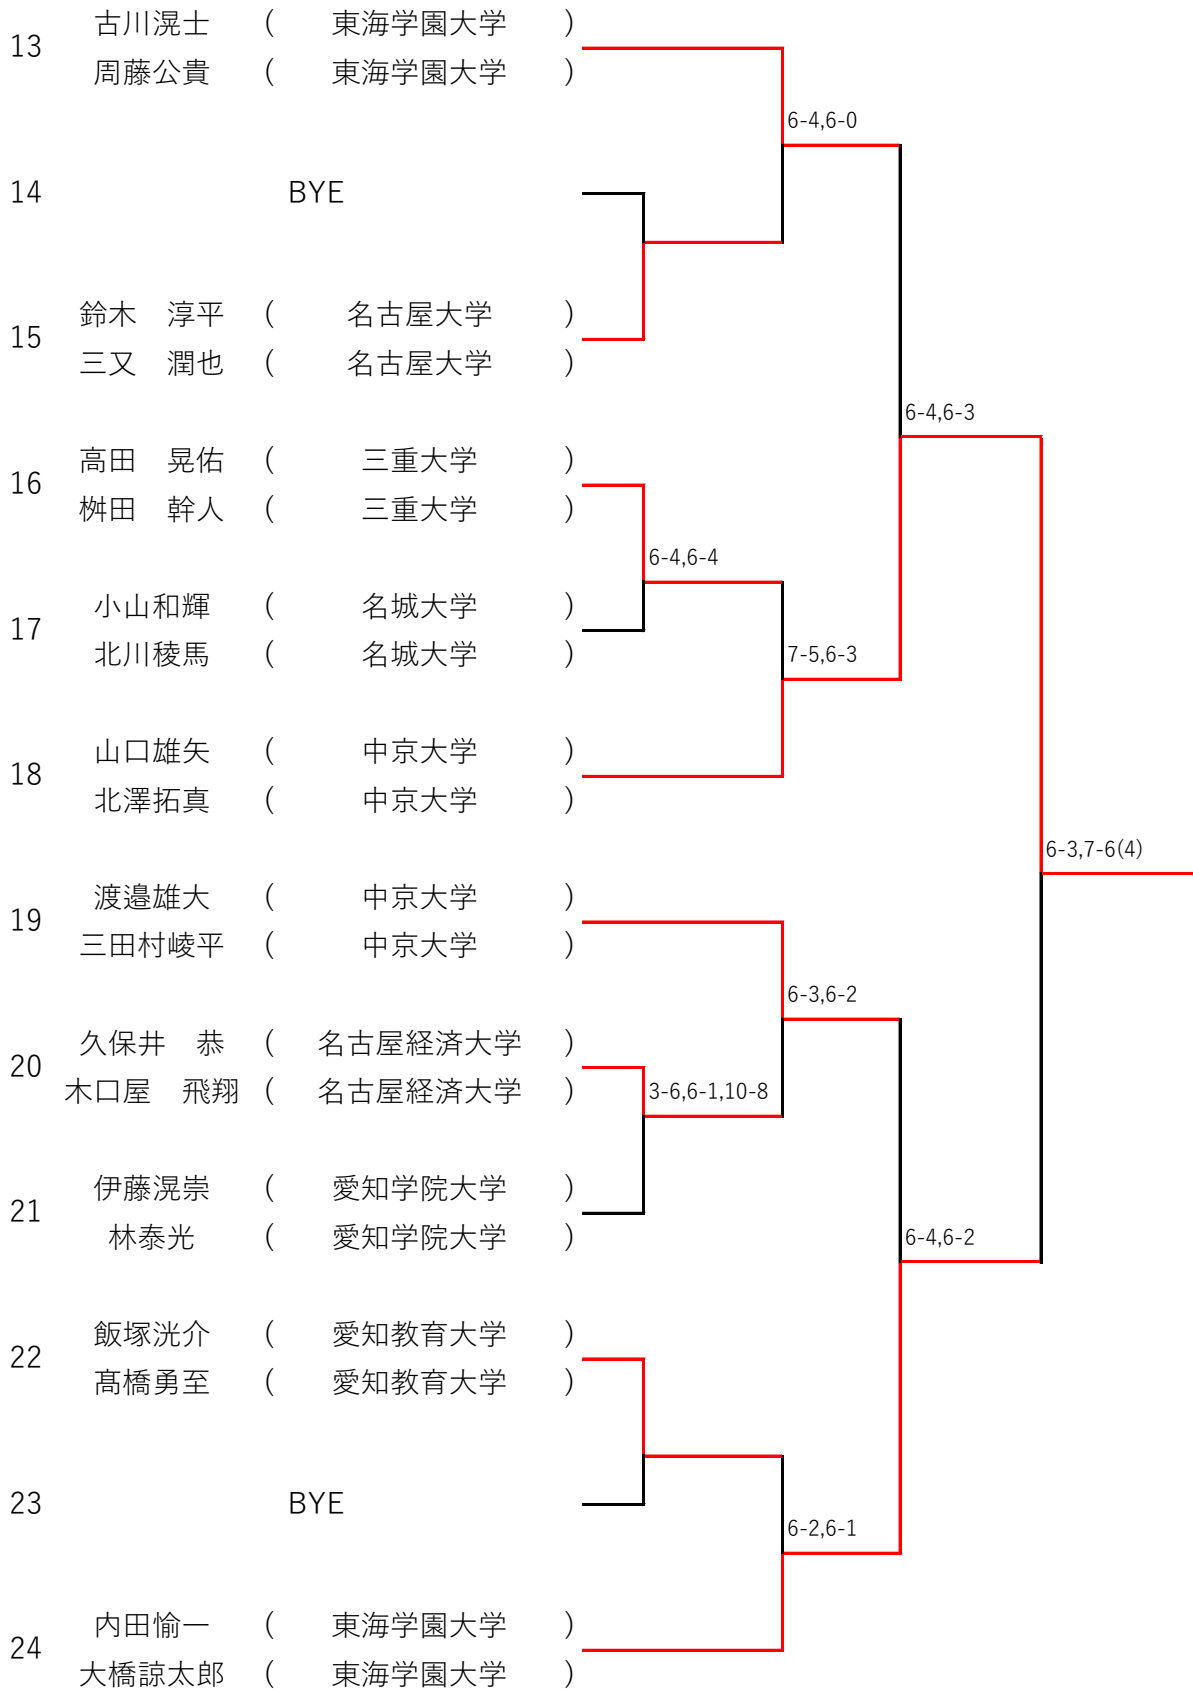 古川滉士 ( 東海学園大学 )
13
周藤公貴 ( 東海学園大学 )
6-4,6-0
14 BYE
鈴木　淳平 ( 名古屋大学 )
15
三又　潤也 ( 名古屋大学 )
6-4,6-3
高田　晃佑 ( 三重大学 )
16
桝田　幹人 ( 三重大学 )
6-4,6-4
小山和輝 ( 名城大学 )
17
北川稜馬 ( 名城大学 )
7-5,6-3
山口雄矢 ( 中京大学 )
18
北澤拓真 ( 中京大学 )
6-3,7-6(4)
渡邉雄大 ( 中京大学 )
19
三田村崚平 ( 中京大学 )
6-3,6-2
久保井　恭 ( 名古屋経済大学 )
20
木口屋　飛翔 ( 名古屋経済大学 )
3-6,6-1,10-8
伊藤滉崇 ( 愛知学院大学 )
21
林泰光 ( 愛知学院大学 )
6-4,6-2
飯塚洸介 ( 愛知教育大学 )
22
髙橋勇至 ( 愛知教育大学 )
23 BYE
6-2,6-1
内田愉一 ( 東海学園大学 )
24
大橋諒太郎 ( 東海学園大学 )